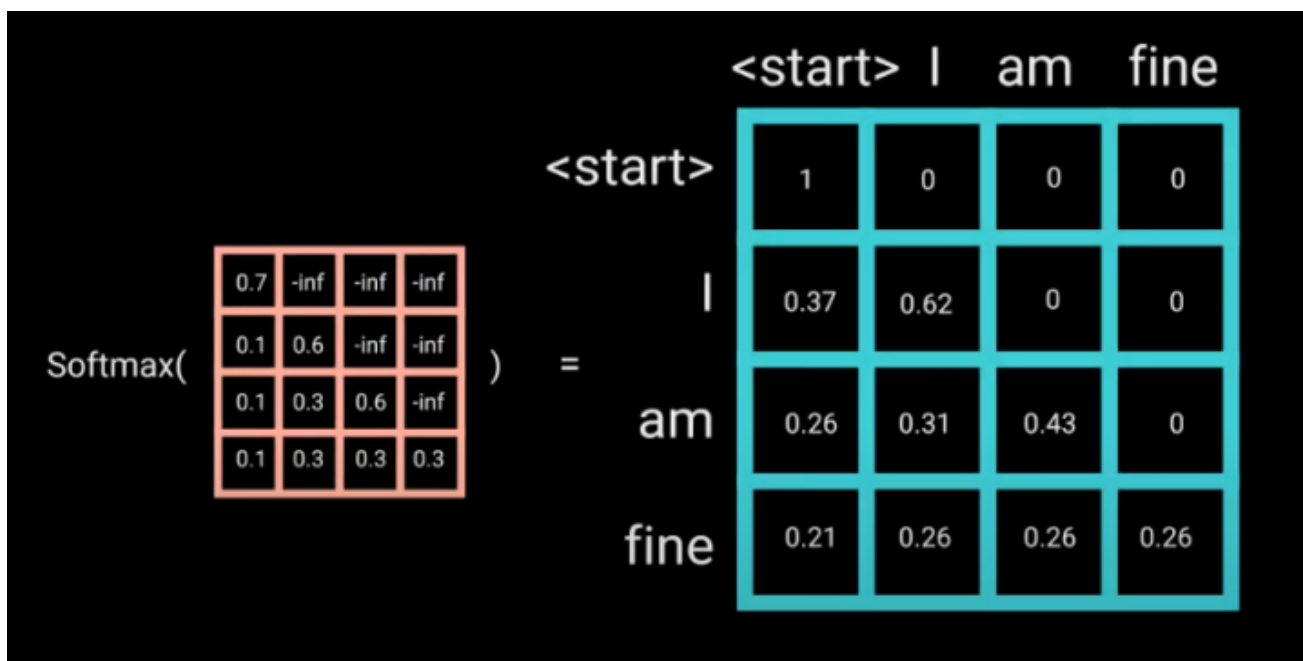 <start> I am fine
<start> 1 0 0 0
I 0.37 0.62 0 0
am 0.26 0.31 0.43 0
fine 0.21 0.26 0.26 0.26
Softmax(
0.7 -inf -inf -inf
0.1 0.6 -inf -inf
0.1 0.3 0.6 -inf
0.1 0.3 0.3 0.3
) =